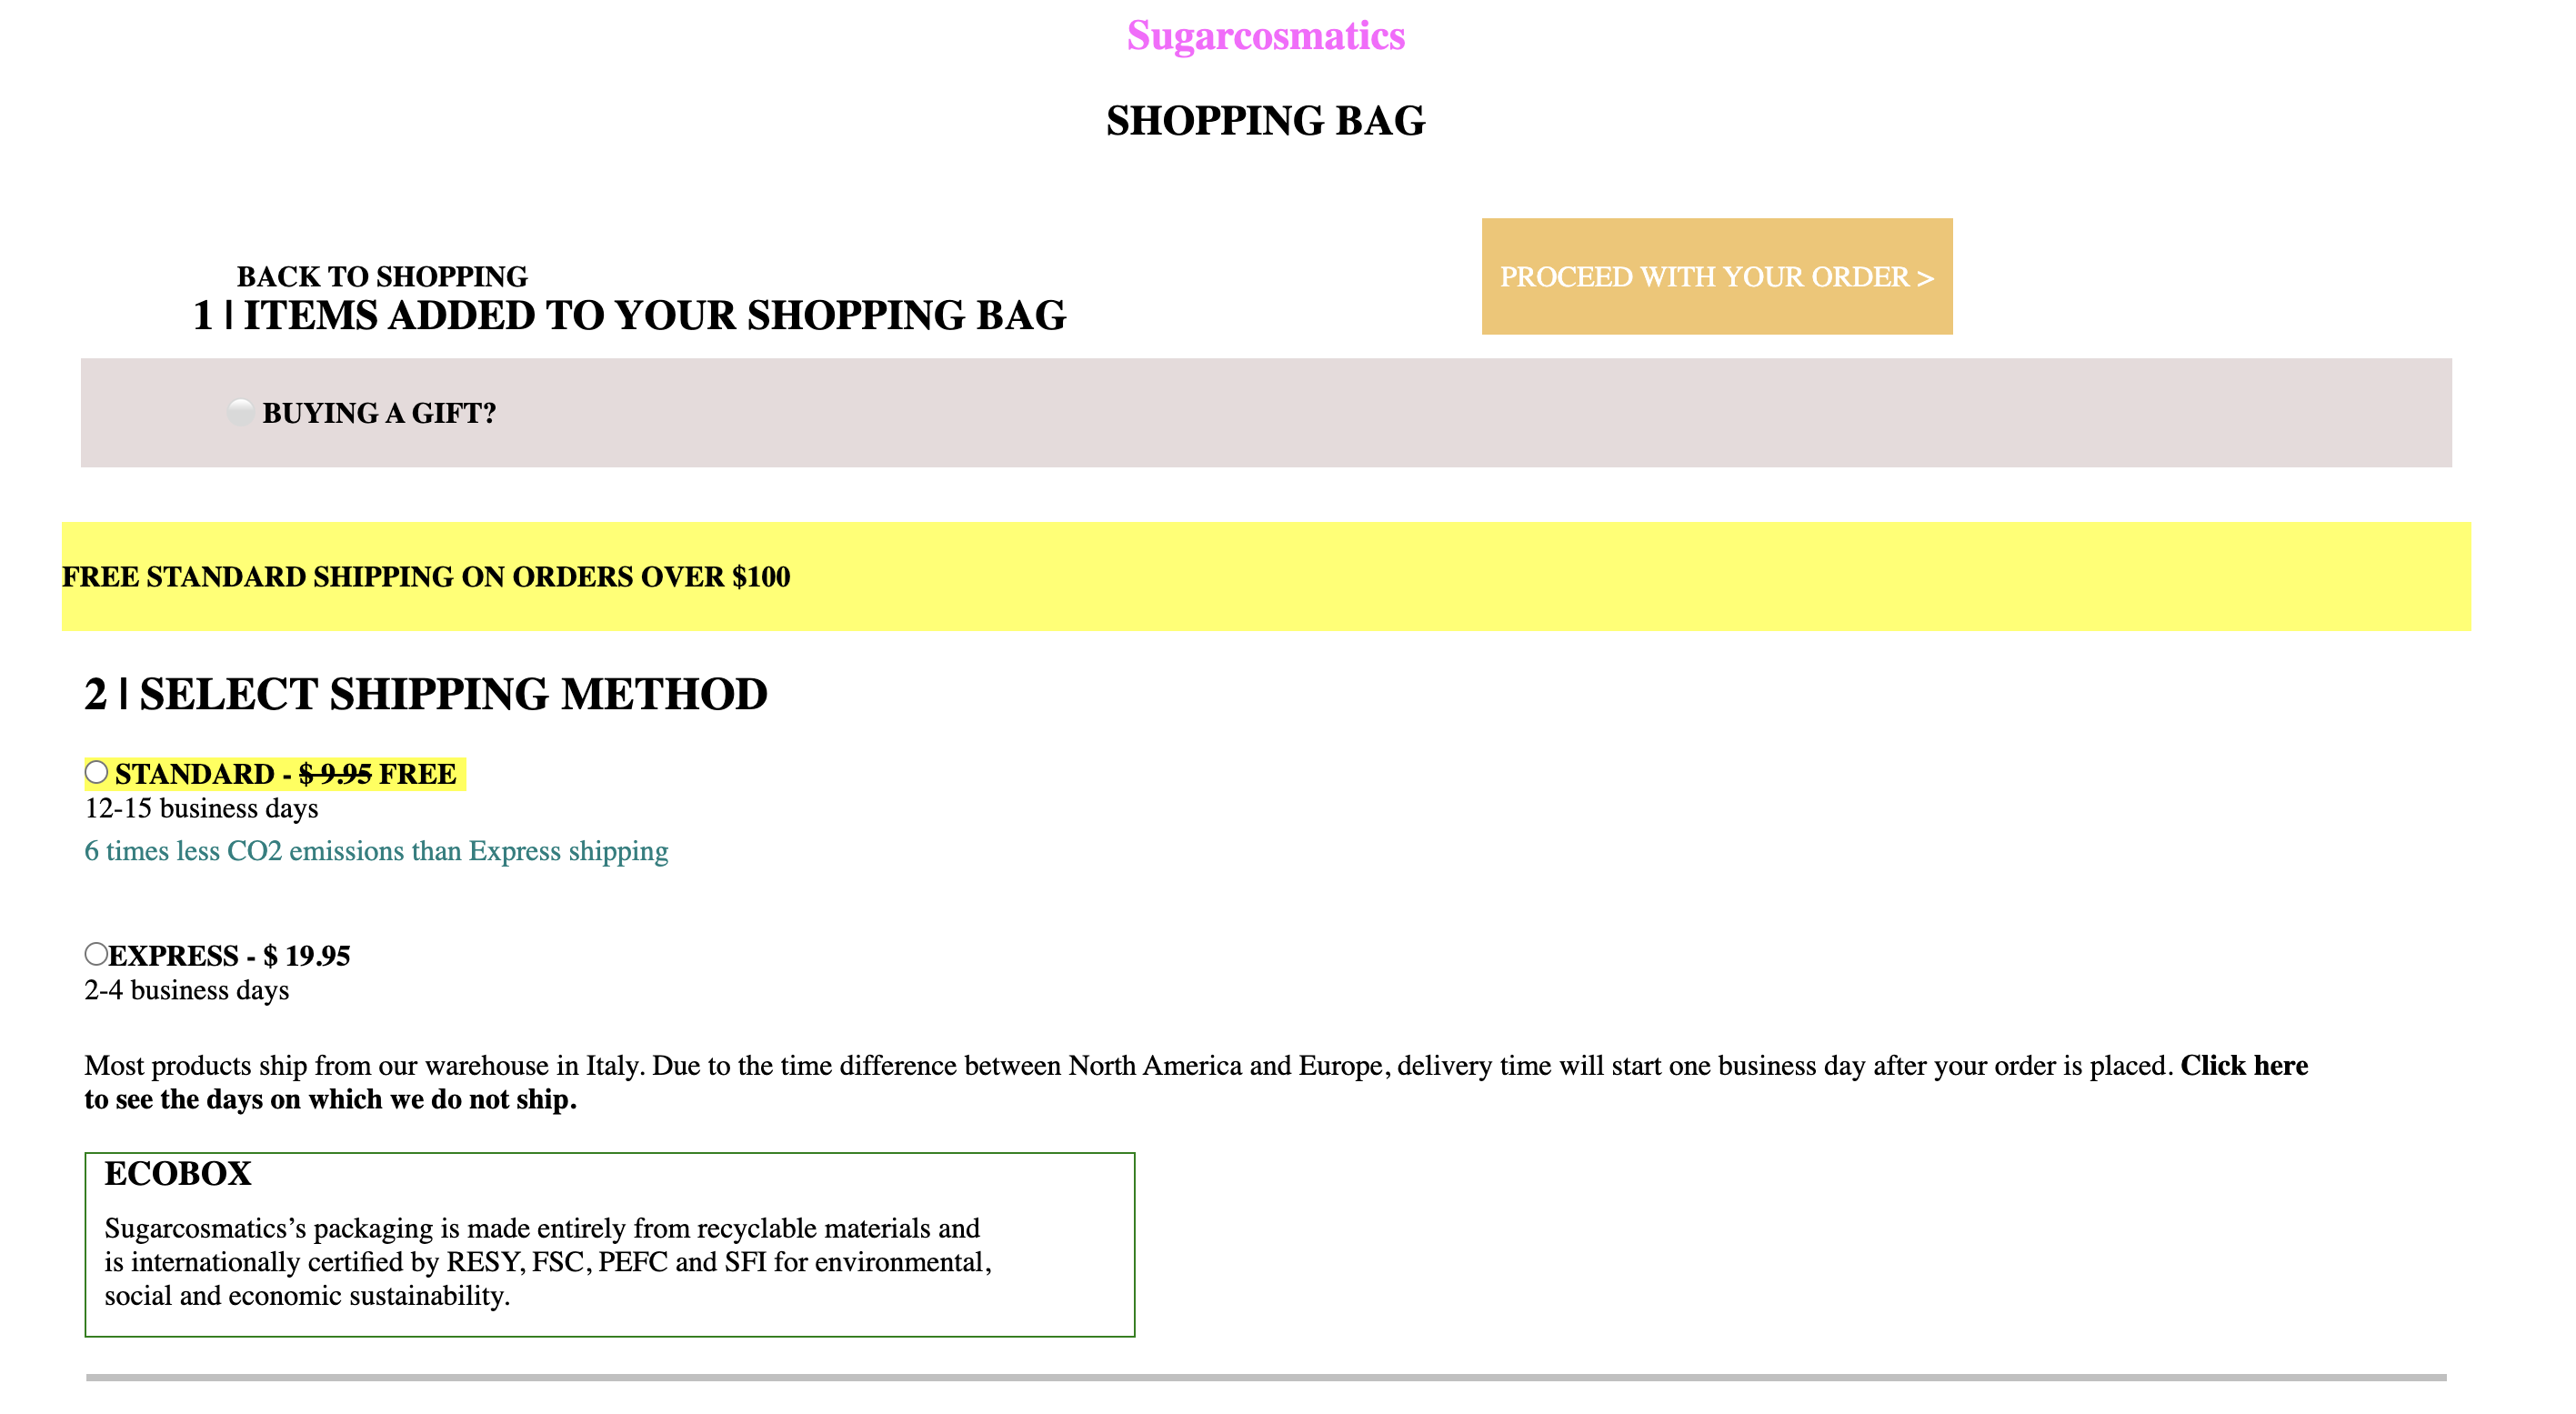 Sugarcosmatics
SHOPPING BAG
BACK TO SHOPPING
PROCEED WITH YOUR ORDER >
1 | ITEMS ADDED TO YOUR SHOPPING BAG
BUYING A GIFT?
FREE STANDARD SHIPPING ON ORDERS OVER $100
2 | SELECT SHIPPING METHOD
STANDARD - $ 9.95 FREE
12-15 business days
6 times less CO2 emissions than Express shipping
EXPRESS - $ 19.95
2-4 business days
Most products ship from our warehouse in Italy. Due to the time difference between North America and Europe, delivery time will start one business day after your order is placed. Click here
to see the days on which we do not ship.
ECOBOX
Sugarcosmatics’s packaging is made entirely from recyclable materials and
is internationally certified by RESY, FSC, PEFC and SFI for environmental,
social and economic sustainability.